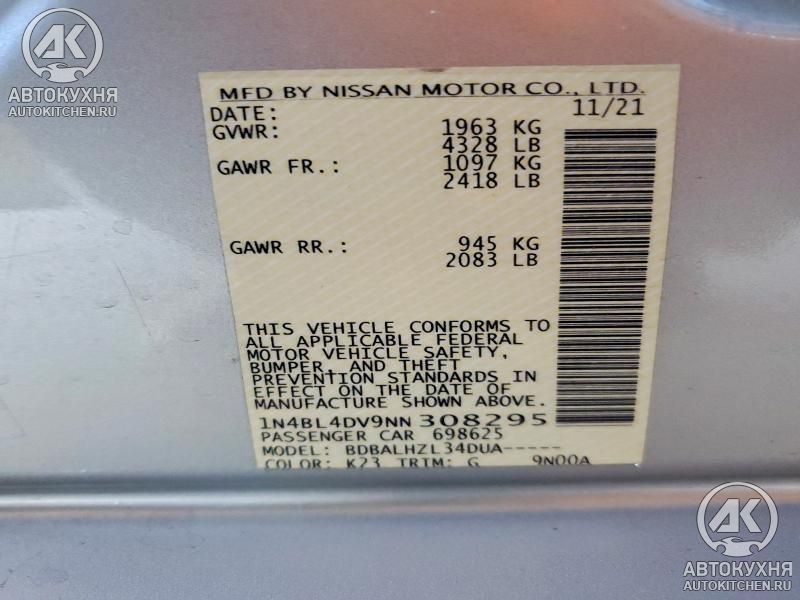 AK
АВТОКУХНЯ
AUTOKITCHEN.RU
MFD BY NISSAN MOTOR CO., LTD.
DATE: 11/21
GVWR: 1963 KG
4328 LB
GAWR FR.: 1097 KG
2418 LB
GAWR RR.: 945 KG
2083 LB
THIS VEHICLE CONFORMS TO
ALL APPLICABLE FEDERAL
MOTOR VEHICLE SAFETY,
BUMPER, AND THEFT
PREVENTION STANDARDS IN
EFFECT ON THE DATE OF
MANUFACTURE SHOWN ABOVE.
1N4BL4DV9NN308295
PASSENGER CAR 698625
MODEL: BDBALHZL34DUA-----
COLOR: K23 TRIM: G 9N00A
AK
АВТОКУХНЯ
AUTOKITCHEN.RU